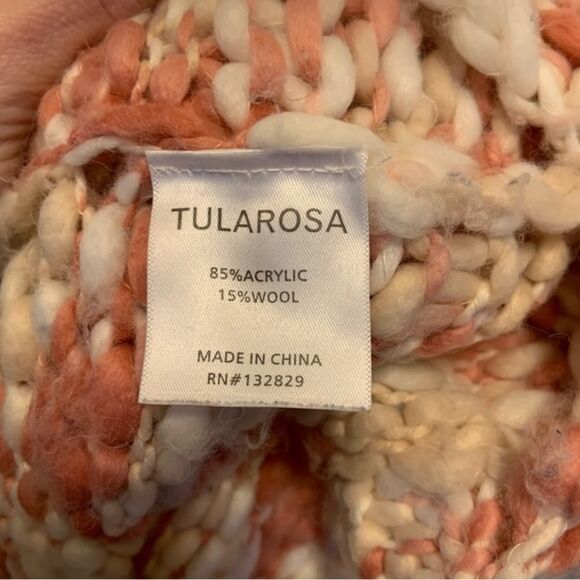 TULAROSA
85%ACRYLIC
15%WOOL
MADE IN CHINA
RN#132829